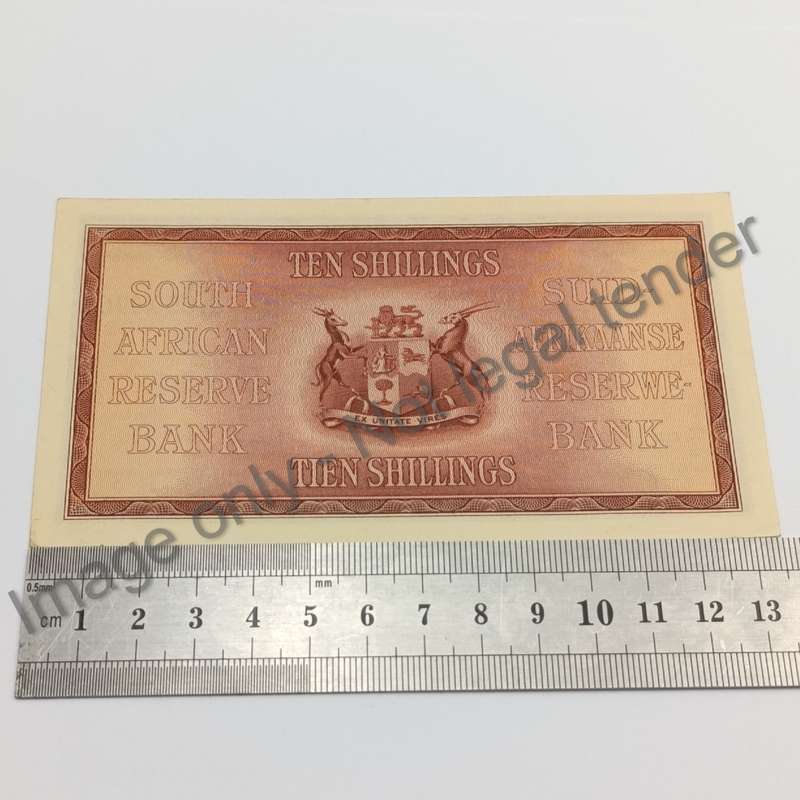 TEN SHILLINGS
SOUTH
AFRICAN
RESERVE
BANK
SUID-
AFRIKAANSE
RESERWE-
BANK
EX UNITATE VIRES
TIEN SHILLINGS
Image only - Not legal tender
0.5mm
mm
cm 1 2 3 4 5 6 7 8 9 10 11 12 13